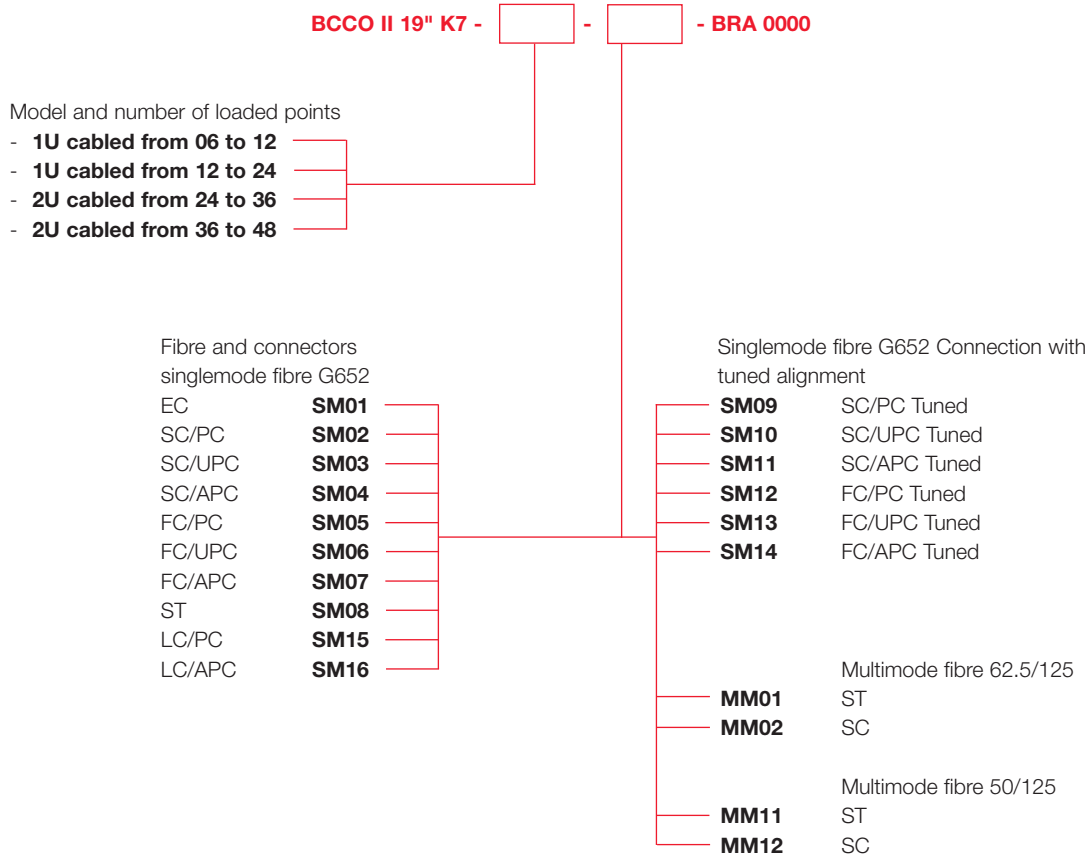 BCCO II 19" K7 - - - BRA 0000
Model and number of loaded points
- 1U cabled from 06 to 12
- 1U cabled from 12 to 24
- 2U cabled from 24 to 36
- 2U cabled from 36 to 48
Fibre and connectors
singlemode fibre G652
EC SM01
SC/PC SM02
SC/UPC SM03
SC/APC SM04
FC/PC SM05
FC/UPC SM06
FC/APC SM07
ST SM08
LC/PC SM15
LC/APC SM16
Singlemode fibre G652 Connection with
tuned alignment
SM09 SC/PC Tuned
SM10 SC/UPC Tuned
SM11 SC/APC Tuned
SM12 FC/PC Tuned
SM13 FC/UPC Tuned
SM14 FC/APC Tuned
Multimode fibre 62.5/125
MM01 ST
MM02 SC
Multimode fibre 50/125
MM11 ST
MM12 SC